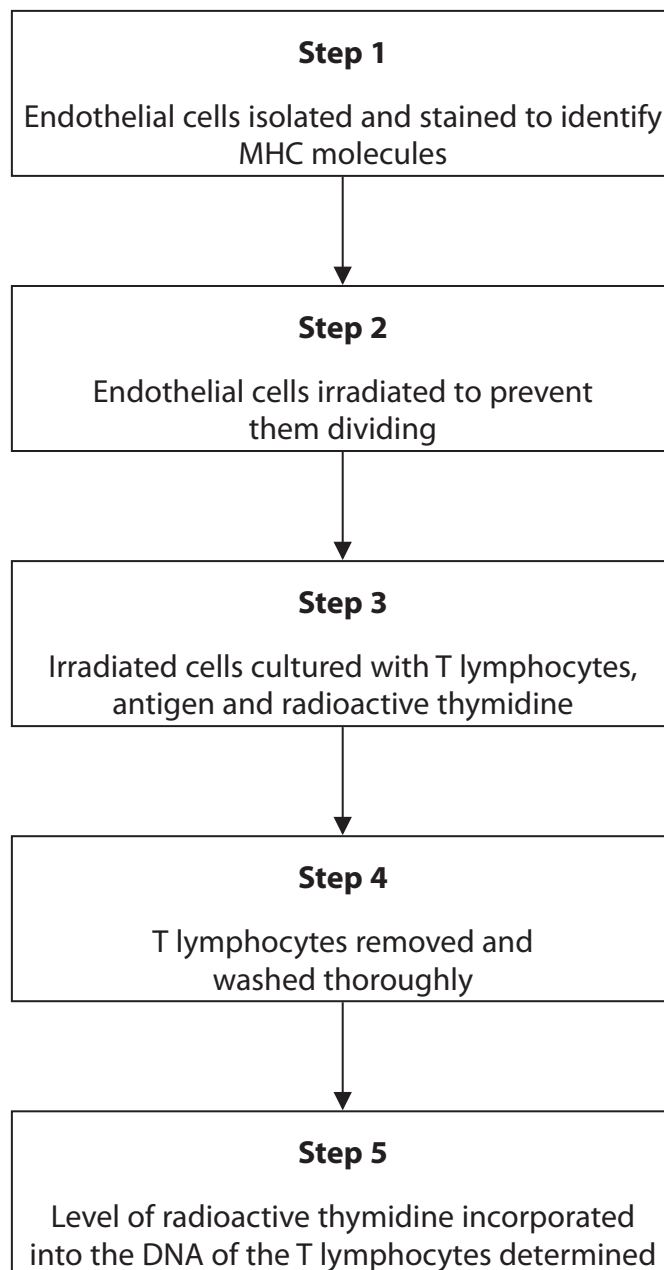 Step 1
Endothelial cells isolated and stained to identify
MHC molecules
Step 2
Endothelial cells irradiated to prevent
them dividing
Step 3
Irradiated cells cultured with T lymphocytes,
antigen and radioactive thymidine
Step 4
T lymphocytes removed and
washed thoroughly
Step 5
Level of radioactive thymidine incorporated
into the DNA of the T lymphocytes determined